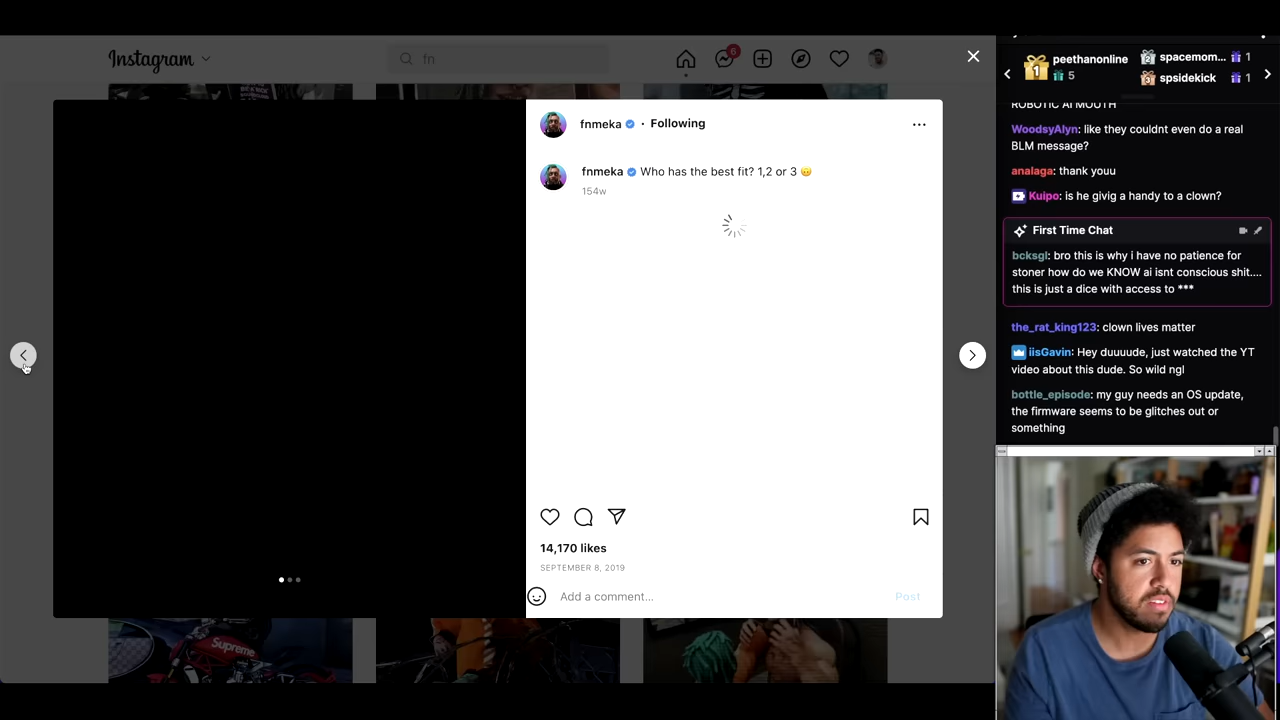 Instagram
fn
6
fnmeka · Following
fnmeka Who has the best fit? 1,2 or 3
154w
14,170 likes
SEPTEMBER 8, 2019
Add a comment...
Post
Supreme
1
peethanonline
5
spacemom...
1
spsidekick
1
ROBOTIC AI MOUTH
WoodsyAlyn: like they couldnt even do a real
BLM message?
analaga: thank youu
Kuipo: is he givig a handy to a clown?
First Time Chat
bcksgl: bro this is why i have no patience for
stoner how do we KNOW ai isnt conscious shit....
this is just a dice with access to ***
the_rat_king123: clown lives matter
iisGavin: Hey duuuude, just watched the YT
video about this dude. So wild ngl
bottle_episode: my guy needs an OS update,
the firmware seems to be glitches out or
something